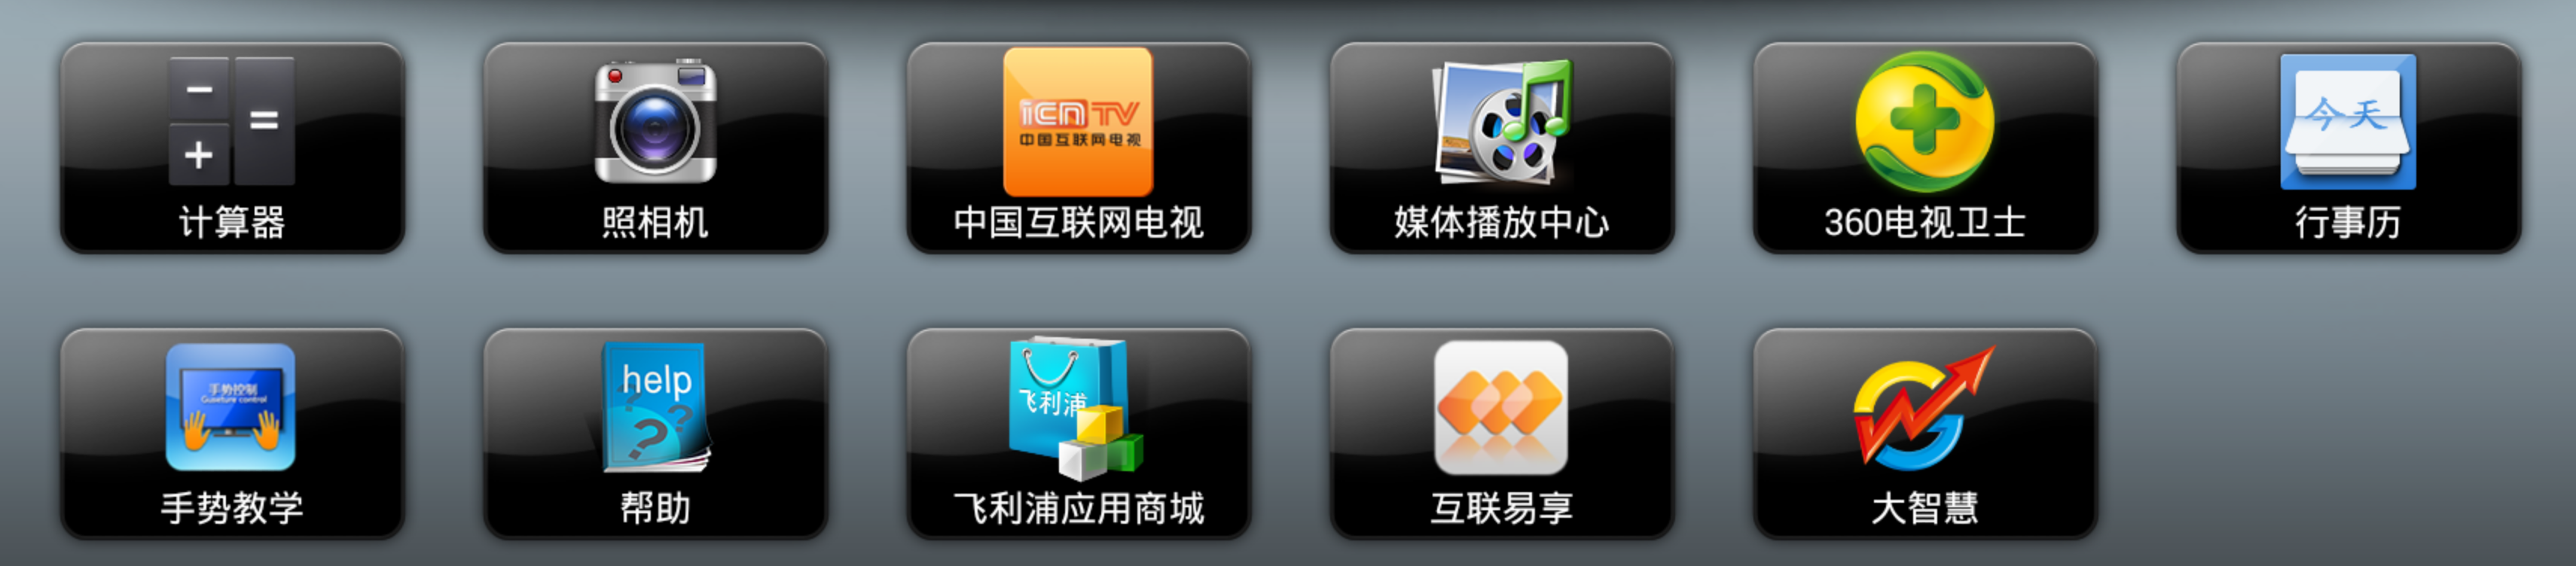 计算器
照相机
iCNTV
中国互联网电视
中国互联网电视
媒体播放中心
360电视卫士
今天
行事历
手势控制
Guseture control
手势教学
help
帮助
飞利浦
飞利浦应用商城
互联易享
大智慧